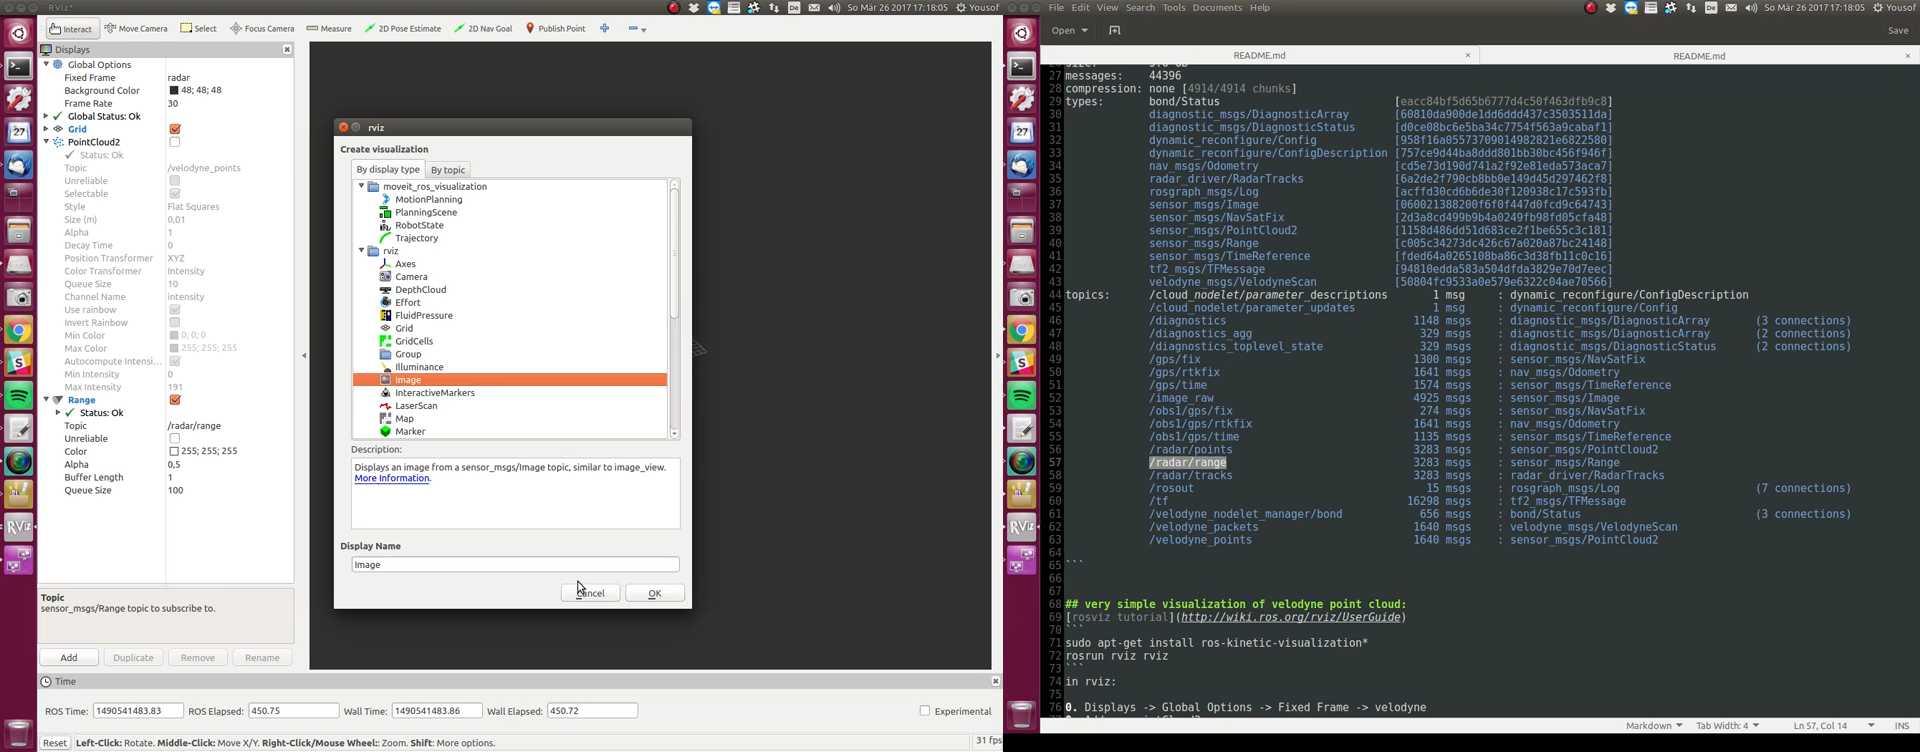 RViz*
De
So Mär 26 2017 17:18:05
Yousof
Interact
Move Camera
Select
Focus Camera
Measure
2D Pose Estimate
2D Nav Goal
Publish Point
Displays
Global Options
Fixed Frame radar
Background Color 48; 48; 48
Frame Rate 30
Global Status: Ok
Grid
PointCloud2
Status: Ok
Topic /velodyne_points
Unreliable
Selectable
Style Flat Squares
Size (m) 0,01
Alpha 1
Decay Time 0
Position Transformer XYZ
Color Transformer Intensity
Queue Size 10
Channel Name intensity
Use rainbow
Invert Rainbow
Min Color 0; 0; 0
Max Color 255; 255; 255
Autocompute Intensi...
Min Intensity 0
Max Intensity 191
Range
Status: Ok
Topic /radar/range
Unreliable
Color 255; 255; 255
Alpha 0,5
Buffer Length 1
Queue Size 100
Topic
sensor_msgs/Range topic to subscribe to.
Add
Duplicate
Remove
Rename
rviz
Create visualization
By display type
By topic
moveit_ros_visualization
MotionPlanning
PlanningScene
RobotState
Trajectory
rviz
Axes
Camera
DepthCloud
Effort
FluidPressure
Grid
GridCells
Group
Illuminance
Image
InteractiveMarkers
LaserScan
Map
Marker
Description:
Displays an image from a sensor_msgs/Image topic, similar to image_view.
More Information.
Display Name
Image
Cancel
OK
Time
ROS Time: 1490541483.83
ROS Elapsed: 450.75
Wall Time: 1490541483.86
Wall Elapsed: 450.72
Experimental
Reset
Left-Click: Rotate. Middle-Click: Move X/Y. Right-Click/Mouse Wheel:: Zoom. Shift: More options.
31 fps
File Edit View Search Tools Documents Help
De
So Mär 26 2017 17:18:05
Yousof
Open
Save
README.md
README.md
27 messages: 44396
28 compression: none [4914/4914 chunks]
29 types: bond/Status [eacc84bf5d65b6777d4c50f463dfb9c8]
30 diagnostic_msgs/DiagnosticArray [60810da900de1dd6ddd437c3503511da]
31 diagnostic_msgs/DiagnosticStatus [d0ce08bc6e5ba34c7754f563a9cabaf1]
32 dynamic_reconfigure/Config [958f16a05573709014982821e6822580]
33 dynamic_reconfigure/ConfigDescription [757ce9d44ba8ddd801bb30bc456f946f]
34 nav_msgs/Odometry [cd5e73d190d741a2f92e81eda573aca7]
35 radar_driver/RadarTracks [6a2de2f790cb8bb0e149d45d297462f8]
36 rosgraph_msgs/Log [acffd30cd6b6de30f120938c17c593fb]
37 sensor_msgs/Image [060021388200f6f0f447d0fcd9c64743]
38 sensor_msgs/NavSatFix [2d3a8cd499b9b4a0249fb98fd05cfa48]
39 sensor_msgs/PointCloud2 [1158d486dd51d683ce2f1be655c3c181]
40 sensor_msgs/Range [c005c34273dc426c67a020a87bc24148]
41 sensor_msgs/TimeReference [fded64a0265108ba86c3d38fb11c0c16]
42 tf2_msgs/TFMessage [94810edda583a504dfda3829e70d7eec]
43 velodyne_msgs/VelodyneScan [50804fc9533a0e579e6322c04ae70566]
44 topics: /cloud_nodelet/parameter_descriptions 1 msg : dynamic_reconfigure/ConfigDescription
45 /cloud_nodelet/parameter_updates 1 msg : dynamic_reconfigure/Config
46 /diagnostics 1148 msgs : diagnostic_msgs/DiagnosticArray (3 connections)
47 /diagnostics_agg 329 msgs : diagnostic_msgs/DiagnosticArray (2 connections)
48 /diagnostics_toplevel_state 329 msgs : diagnostic_msgs/DiagnosticStatus (2 connections)
49 /gps/fix 1300 msgs : sensor_msgs/NavSatFix
50 /gps/rtkfix 1641 msgs : nav_msgs/Odometry
51 /gps/time 1574 msgs : sensor_msgs/TimeReference
52 /image_raw 4925 msgs : sensor_msgs/Image
53 /obs1/gps/fix 274 msgs : sensor_msgs/NavSatFix
54 /obs1/gps/rtkfix 1641 msgs : nav_msgs/Odometry
55 /obs1/gps/time 1135 msgs : sensor_msgs/TimeReference
56 /radar/points 3283 msgs : sensor_msgs/PointCloud2
57 /radar/range 3283 msgs : sensor_msgs/Range
58 /radar/tracks 3283 msgs : radar_driver/RadarTracks
59 /rosout 15 msgs : rosgraph_msgs/Log (7 connections)
60 /tf 16298 msgs : tf2_msgs/TFMessage
61 /velodyne_nodelet_manager/bond 656 msgs : bond/Status (3 connections)
62 /velodyne_packets 1640 msgs : velodyne_msgs/VelodyneScan
63 /velodyne_points 1640 msgs : sensor_msgs/PointCloud2
64
65 ```
66
67
68 ## very simple visualization of velodyne point cloud:
69 [rosviz tutorial](http://wiki.ros.org/rviz/UserGuide)
70 ```
71 sudo apt-get install ros-kinetic-visualization*
72 rosrun rviz rviz
73 ```
74 in rviz:
75
76 0. Displays -> Global Options -> Fixed Frame -> velodyne
Markdown
Tab Width: 4
Ln 57, Col 14
INS